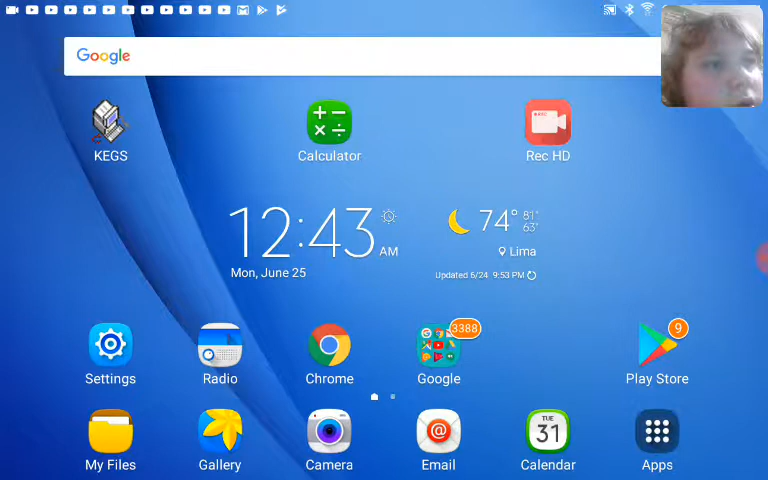 Google
KEGS
Calculator
Rec HD
12:43 AM
Mon, June 25
74° 81° 63°
Lima
Updated 6/24 9:53 PM
Settings
Radio
Chrome
3388
Google
9
Play Store
My Files
Gallery
Camera
@
Email
TUE
31
Calendar
Apps